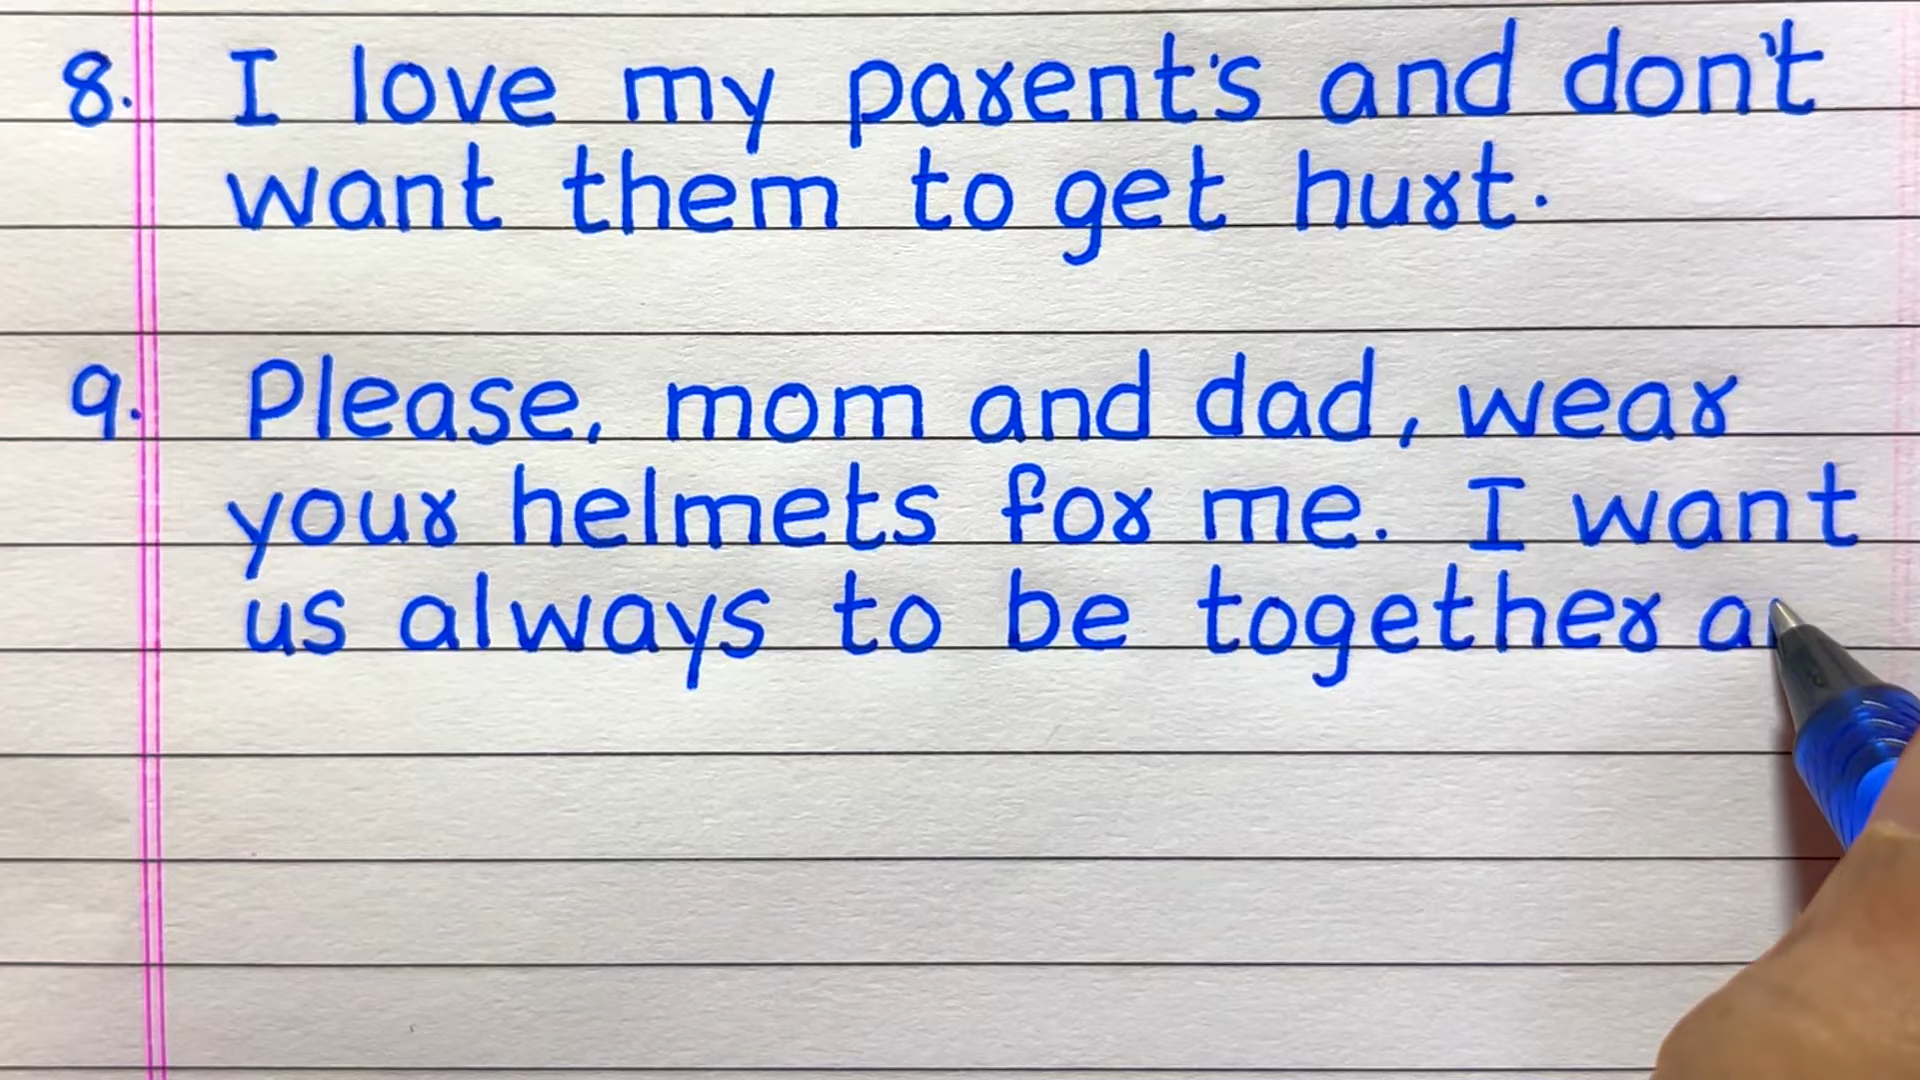 8. I love my parent's and don't
want them to get hurt.
9. Please, mom and dad, wear
your helmets for me. I want
us always to be together